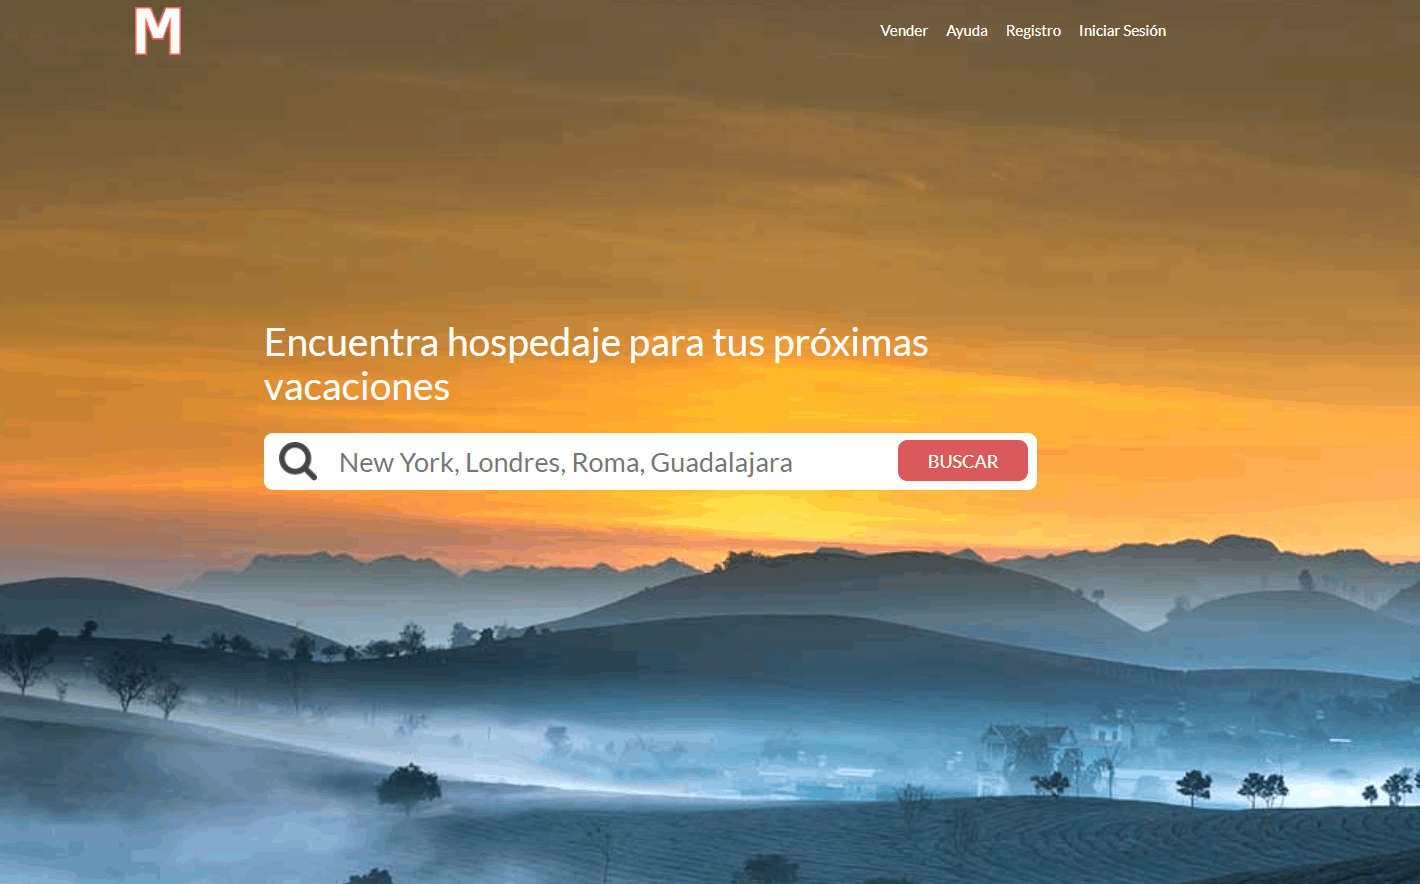 M
Vender Ayuda Registro Iniciar Sesión
Encuentra hospedaje para tus próximas
vacaciones
New York, Londres, Roma, Guadalajara
BUSCAR